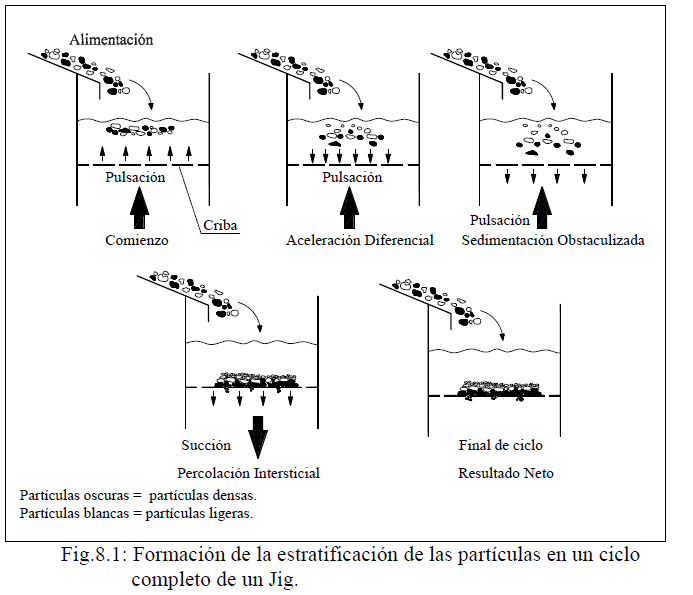 Alimentación
Pulsación
Criba
Comienzo
Pulsación
Aceleración Diferencial
Pulsación
Sedimentación Obstaculizada
Succión
Percolación Intersticial
Final de ciclo
Resultado Neto
Partículas oscuras = partículas densas.
Partículas blancas = partículas ligeras.
Fig.8.1: Formación de la estratificación de las partículas en un ciclo
completo de un Jig.